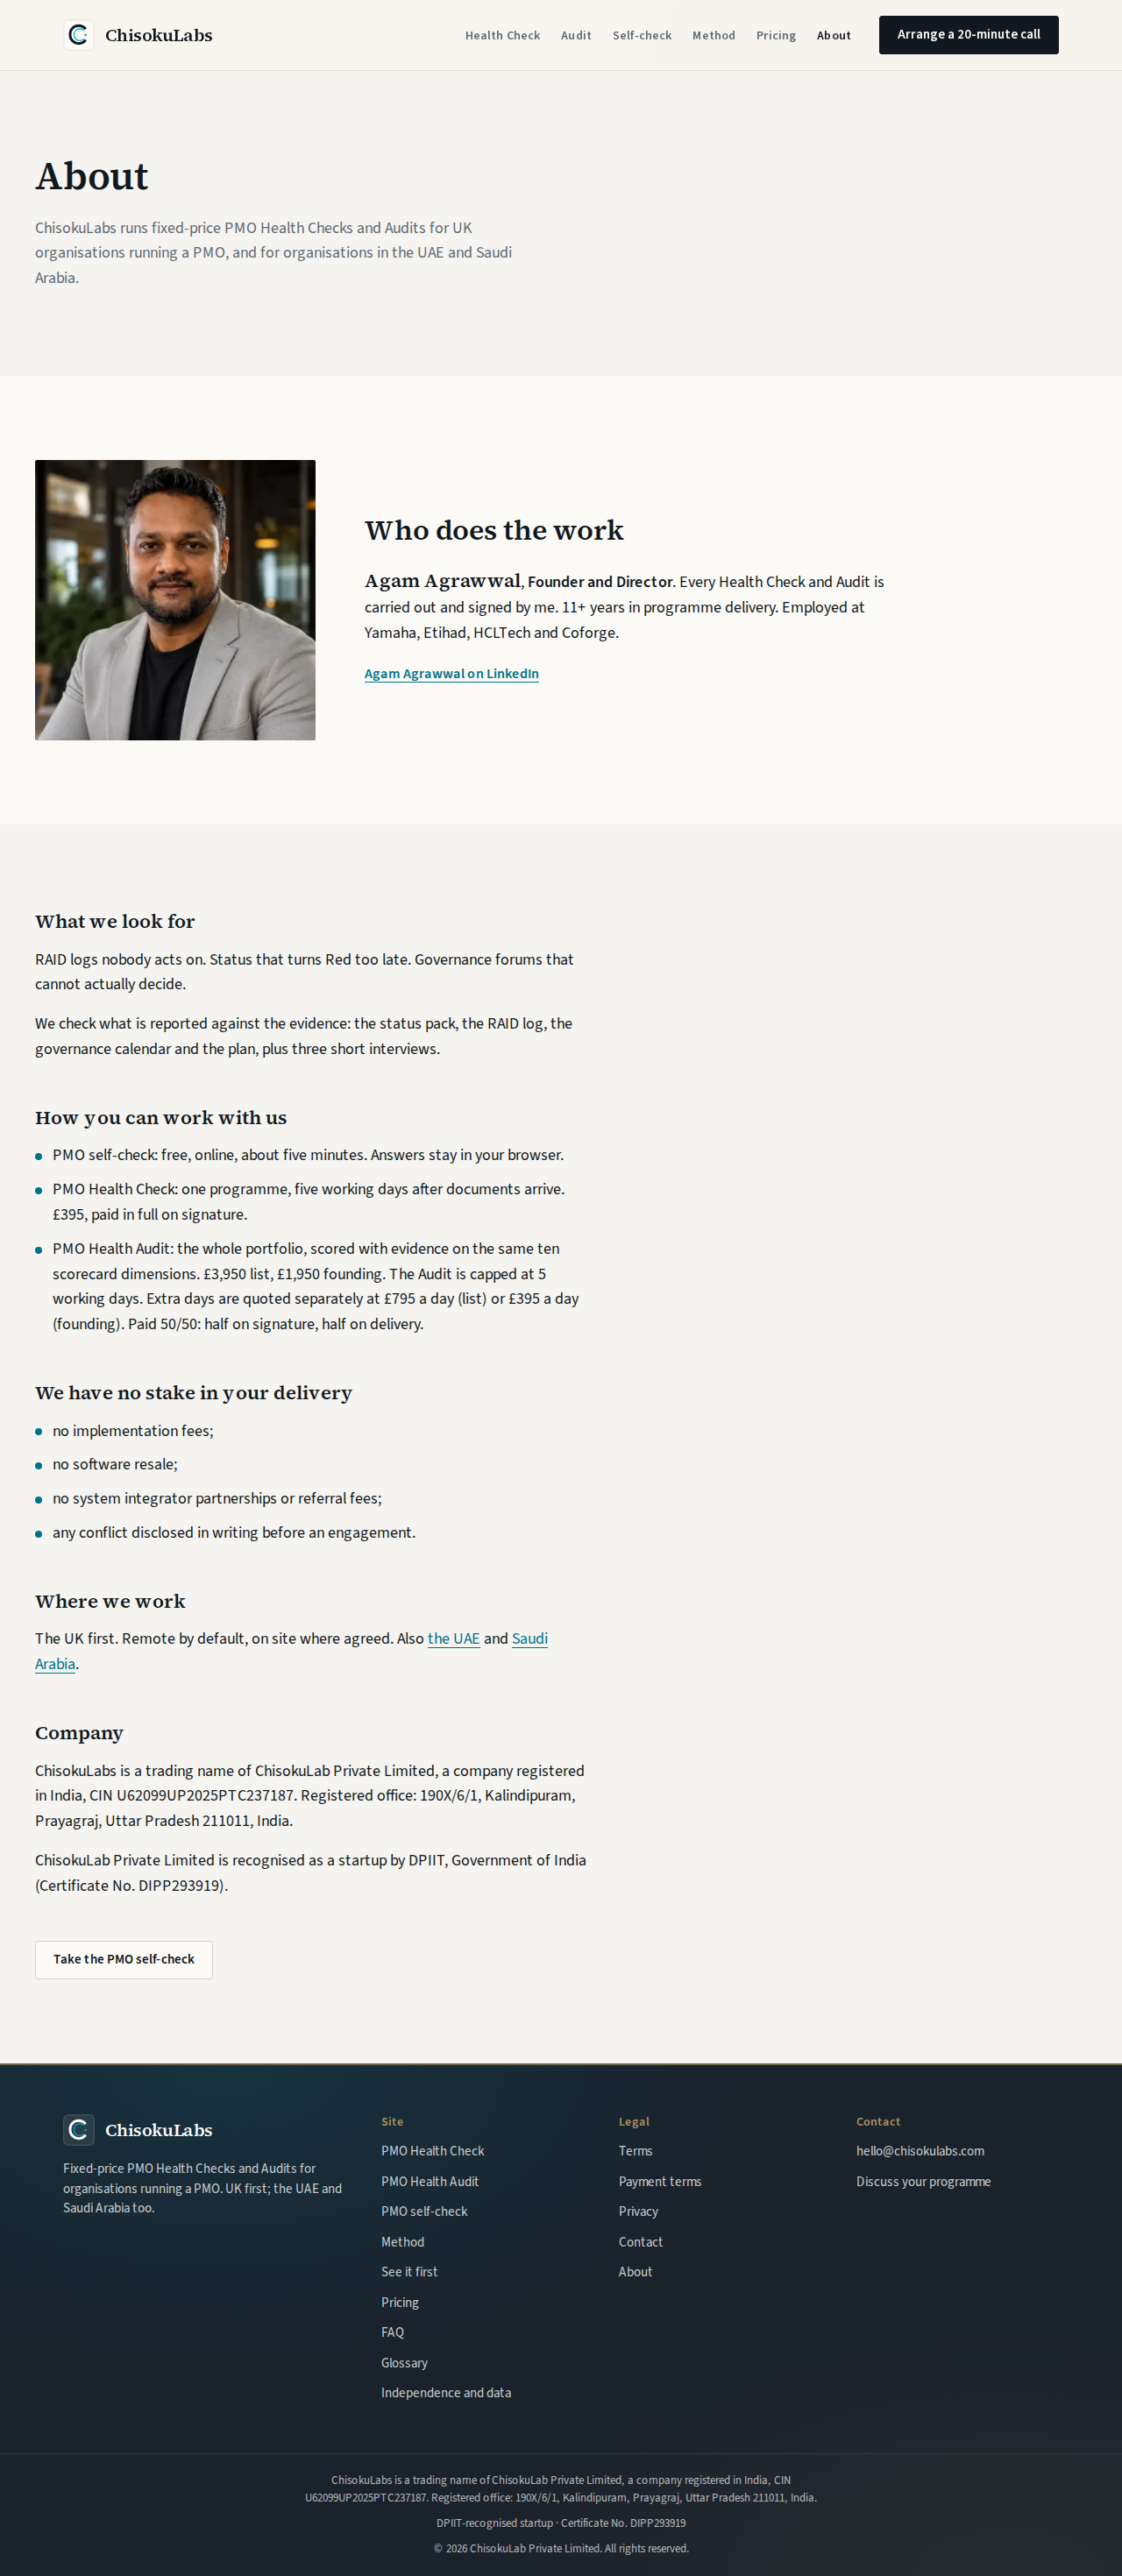 ChisokuLabs
Health Check Audit Self-check Method Pricing About Arrange a 20-minute call
About
ChisokuLabs runs fixed-price PMO Health Checks and Audits for UK
organisations running a PMO, and for organisations in the UAE and Saudi
Arabia.
Who does the work
Agam Agrawwal, Founder and Director. Every Health Check and Audit is
carried out and signed by me. 11+ years in programme delivery. Employed at
Yamaha, Etihad, HCLTech and Coforge.
Agam Agrawwal on LinkedIn
What we look for
RAID logs nobody acts on. Status that turns Red too late. Governance forums that
cannot actually decide.
We check what is reported against the evidence: the status pack, the RAID log, the
governance calendar and the plan, plus three short interviews.
How you can work with us
PMO self-check: free, online, about five minutes. Answers stay in your browser.
PMO Health Check: one programme, five working days after documents arrive.
£395, paid in full on signature.
PMO Health Audit: the whole portfolio, scored with evidence on the same ten
scorecard dimensions. £3,950 list, £1,950 founding. The Audit is capped at 5
working days. Extra days are quoted separately at £795 a day (list) or £395 a day
(founding). Paid 50/50: half on signature, half on delivery.
We have no stake in your delivery
no implementation fees;
no software resale;
no system integrator partnerships or referral fees;
any conflict disclosed in writing before an engagement.
Where we work
The UK first. Remote by default, on site where agreed. Also the UAE and Saudi
Arabia.
Company
ChisokuLabs is a trading name of ChisokuLab Private Limited, a company registered
in India, CIN U62099UP2025PTC237187. Registered office: 190X/6/1, Kalindipuram,
Prayagraj, Uttar Pradesh 211011, India.
ChisokuLab Private Limited is recognised as a startup by DPIIT, Government of India
(Certificate No. DIPP293919).
Take the PMO self-check
ChisokuLabs
Fixed-price PMO Health Checks and Audits for
organisations running a PMO. UK first; the UAE and
Saudi Arabia too.
Site
PMO Health Check
PMO Health Audit
PMO self-check
Method
See it first
Pricing
FAQ
Glossary
Independence and data
Legal
Terms
Payment terms
Privacy
Contact
About
Contact
hello@chisokulabs.com
Discuss your programme
ChisokuLabs is a trading name of ChisokuLab Private Limited, a company registered in India, CIN
U62099UP2025PTC237187. Registered office: 190X/6/1, Kalindipuram, Prayagraj, Uttar Pradesh 211011, India.
DPIIT-recognised startup · Certificate No. DIPP293919
© 2026 ChisokuLab Private Limited. All rights reserved.